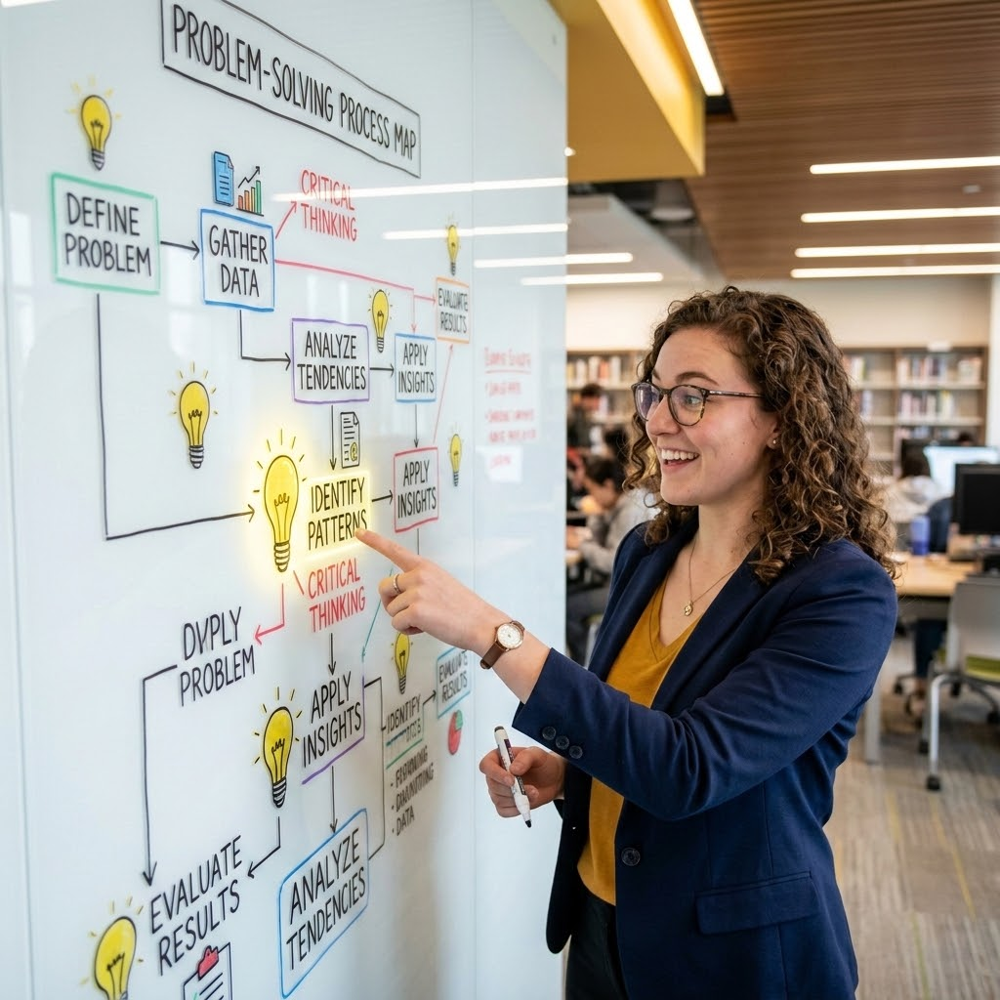 PROBLEM-SOLVING PROCESS MAP
DEFINE
PROBLEM
GATHER
DATA
CRITICAL
THINKING
EVALUATE
RESULTS
ANALYZE
TENDENCIES
APPLY
INSIGHTS
IDENTIFY
PATTERNS
APPLY
INSIGHTS
CRITICAL
THINKING
DVPLY
PROBLEM
APPLY
INSIGHTS
IDENTIFY
EVALUATE
RESULTS
DATA
EVALUATE
RESULTS
ANALYZE
TENDENCIES